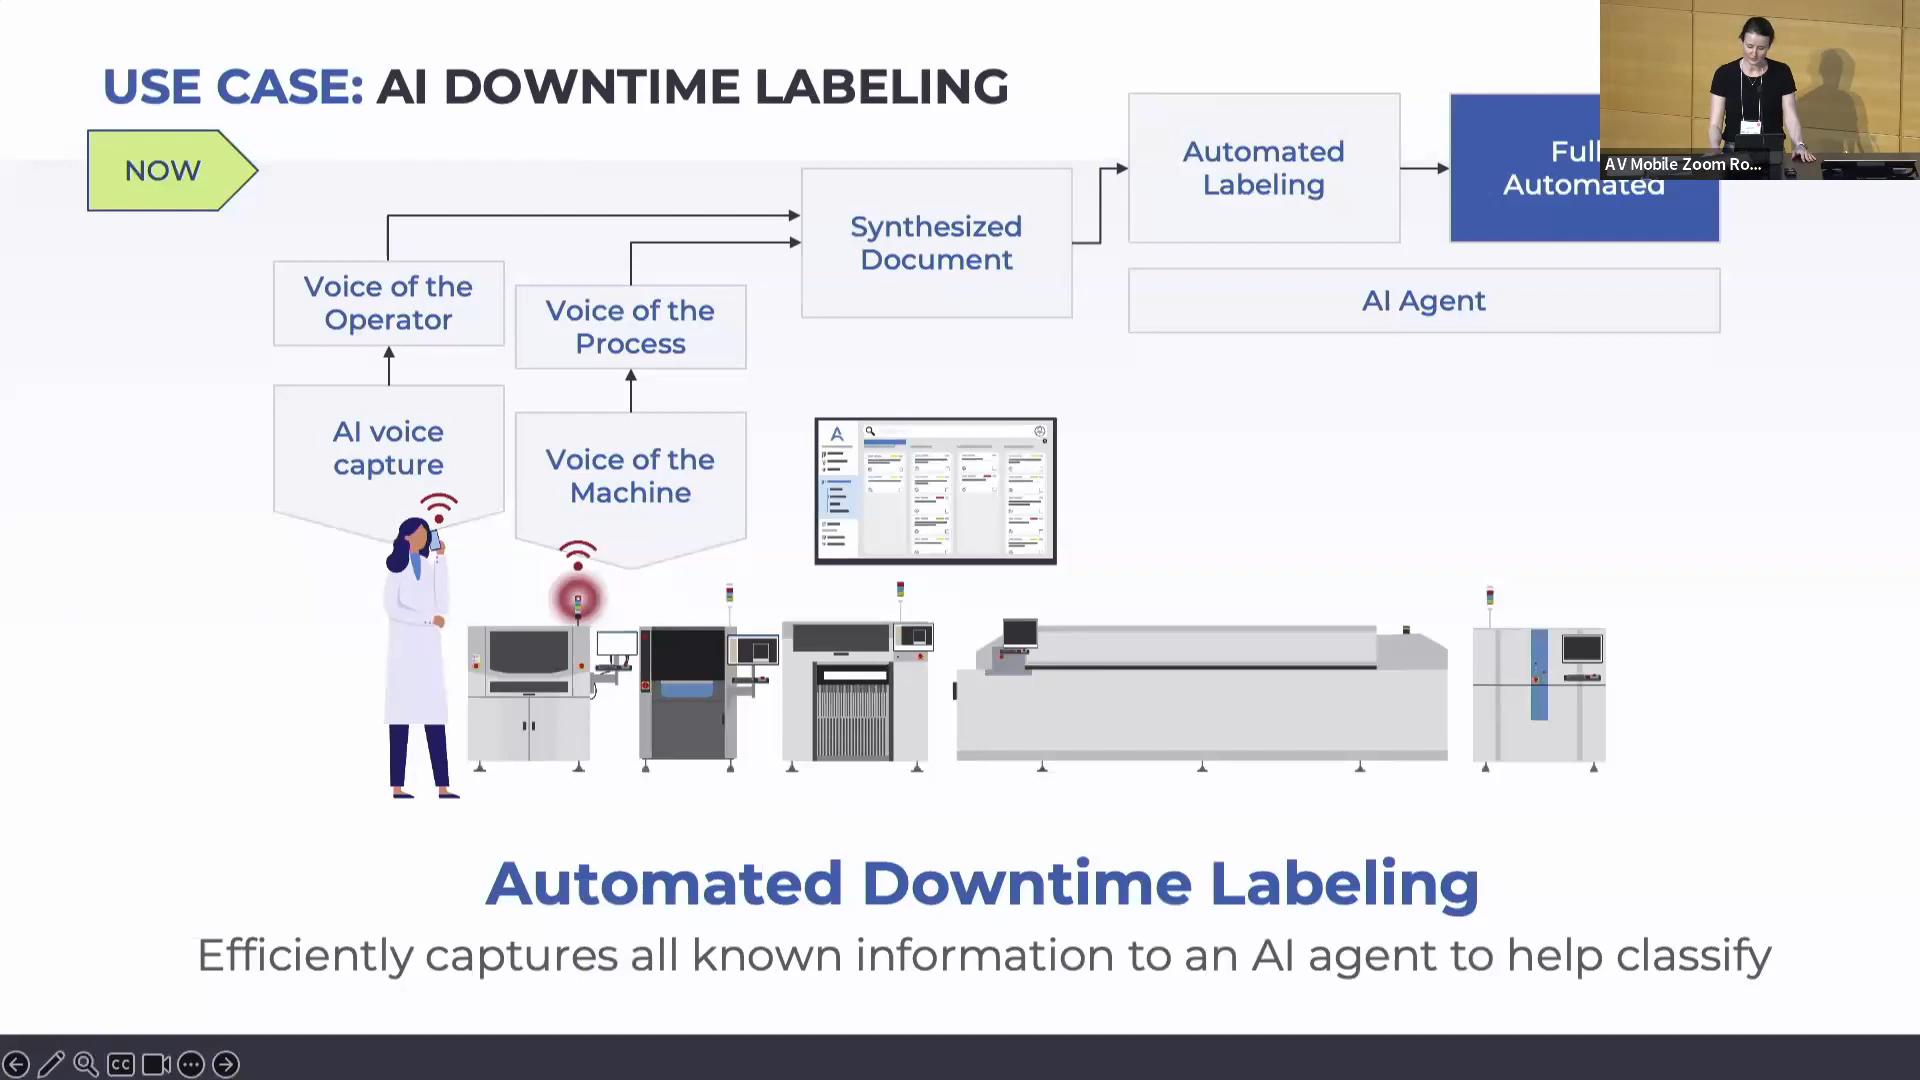 USE CASE: AI DOWNTIME LABELING
NOW
Voice of the
Operator
AI voice
capture
Voice of the
Process
Voice of the
Machine
Synthesized
Document
Automated
Labeling
Automated
AI Agent
AV Mobile Zoom Ro...
A
Automated Downtime Labeling
Efficiently captures all known information to an AI agent to help classify
CC